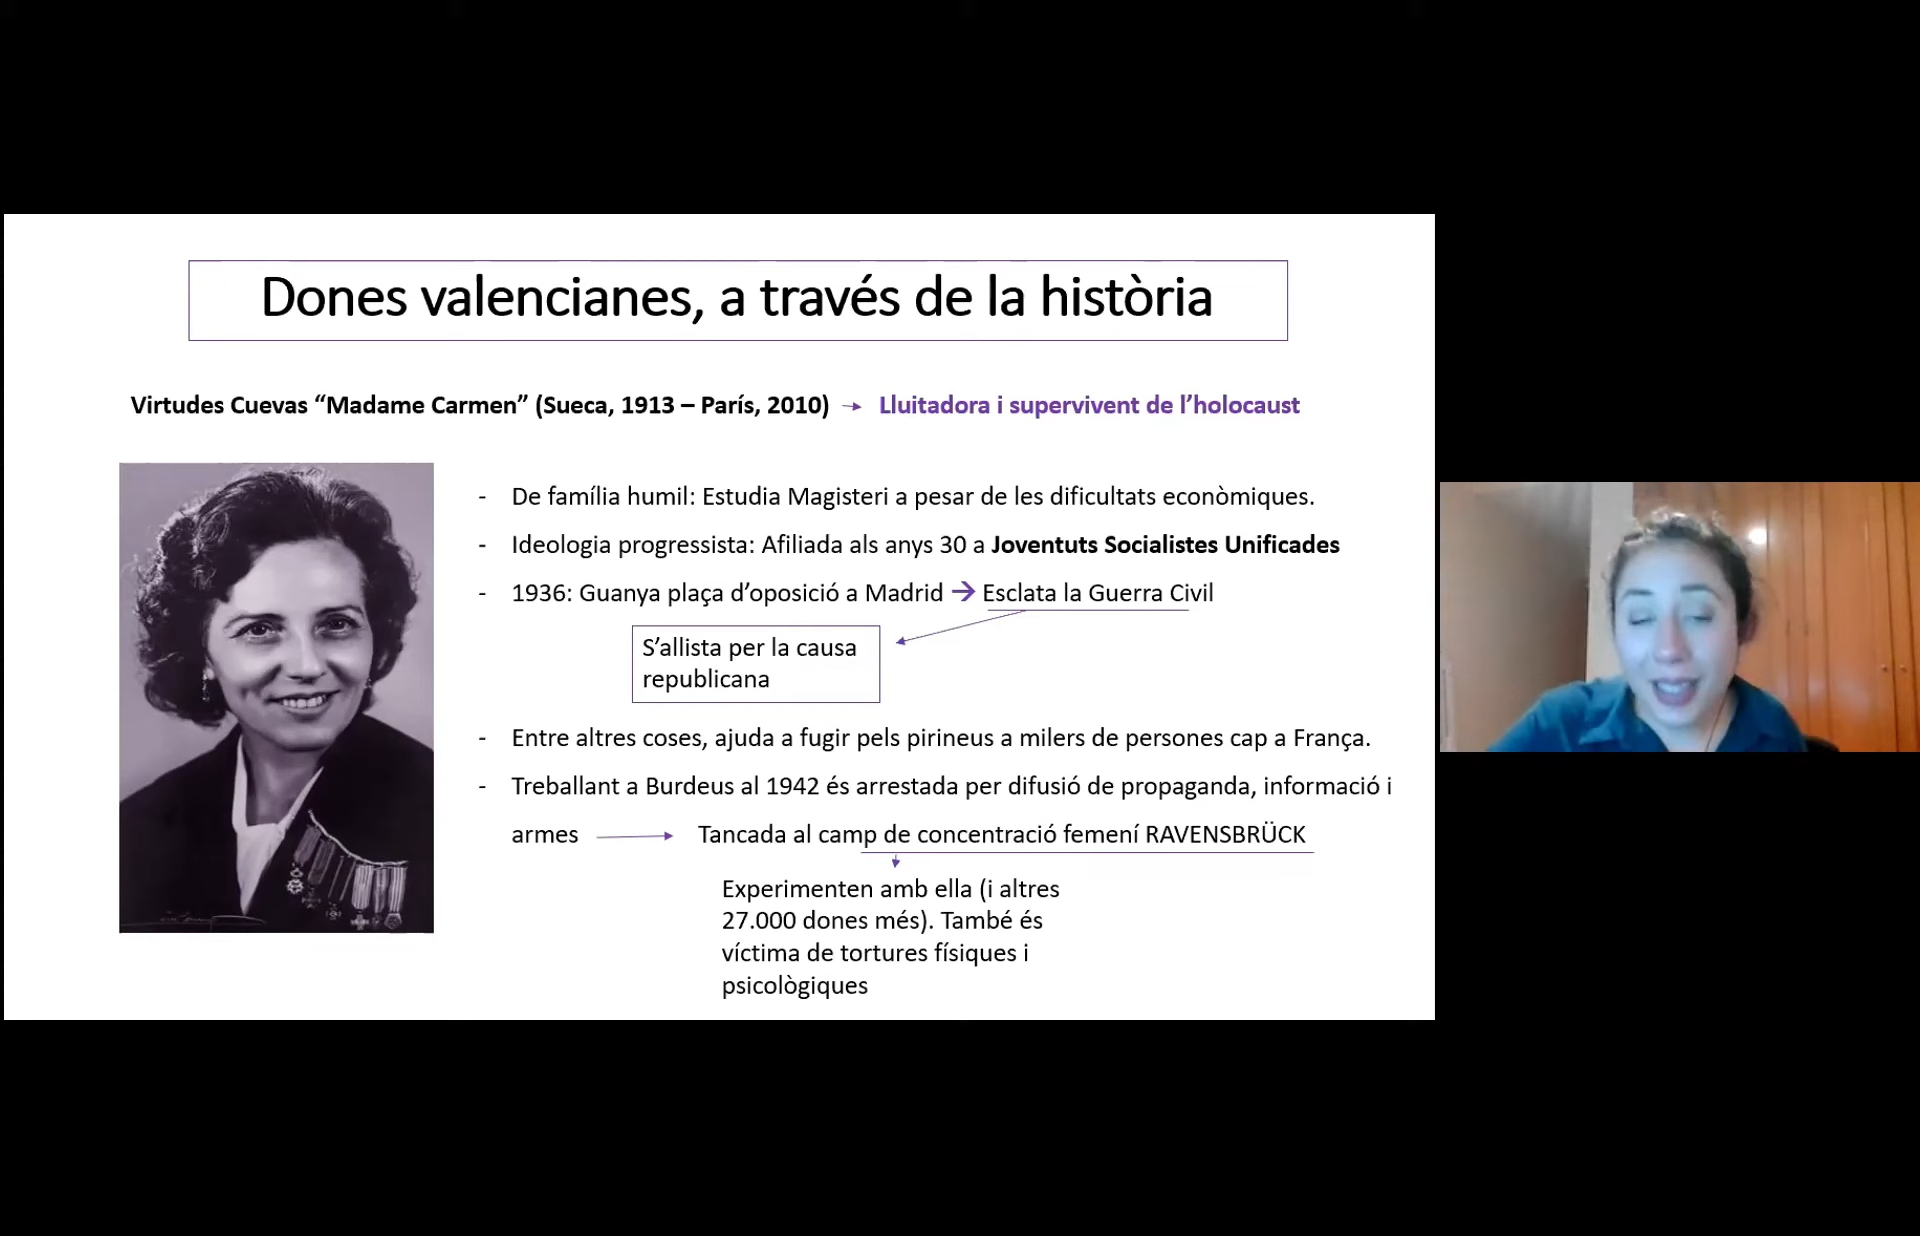 Dones valencianes, a través de la història
Virtudes Cuevas “Madame Carmen” (Sueca, 1913 – París, 2010) → Lluitadora i supervivent de l’holocaust
- De família humil: Estudia Magisteri a pesar de les dificultats econòmiques.
- Ideologia progressista: Afiliada als anys 30 a Joventuts Socialistes Unificades
- 1936: Guanya plaça d’oposició a Madrid → Esclata la Guerra Civil
S’allista per la causa
republicana
- Entre altres coses, ajuda a fugir pels pirineus a milers de persones cap a França.
- Treballant a Burdeus al 1942 és arrestada per difusió de propaganda, informació i
armes → Tancada al camp de concentració femení RAVENSBRÜCK
Experimenten amb ella (i altres
27.000 dones més). També és
víctima de tortures físiques i
psicològiques